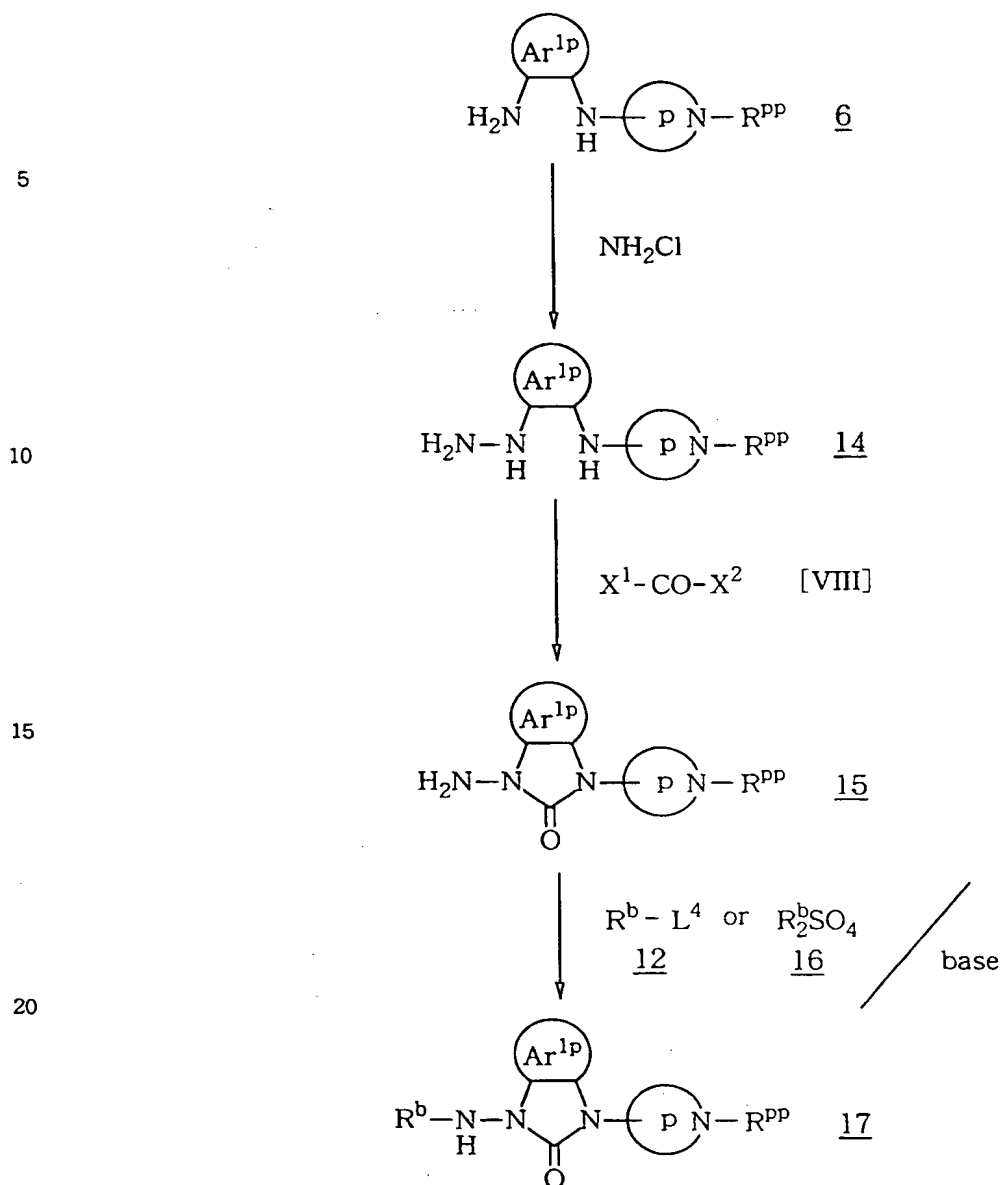 Ar1p
H2N N H p N–Rpp 6
5
NH2Cl
Ar1p
H2N–N H N H p N–Rpp 14
10
X1-CO-X2 [VIII]
Ar1p
15
H2N–N N p N–Rpp 15
O
Rb – L4 or Rb2SO4
12 16 base
20
Ar1p
Rb–N H–N N p N–Rpp 17
O